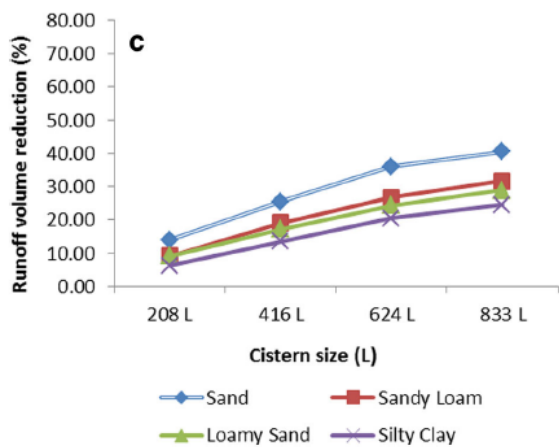 c
Runoff volume reduction (%)
80.00
70.00
60.00
50.00
40.00
30.00
20.00
10.00
0.00
208 L 416 L 624 L 833 L
Cistern size (L)
Sand Sandy Loam
Loamy Sand Silty Clay